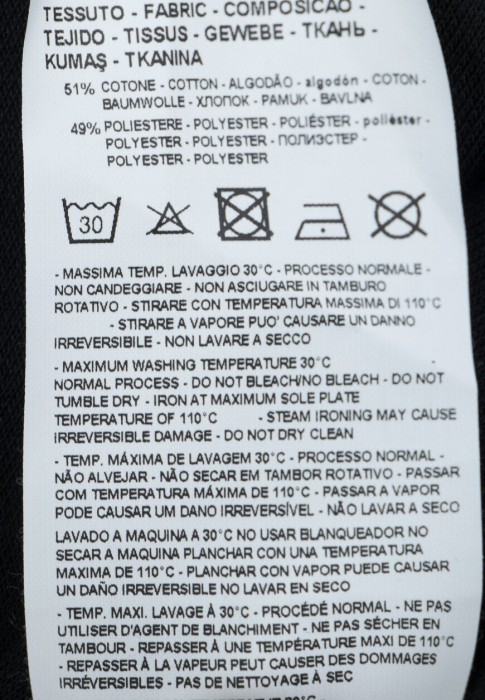 TESSUTO - FABRIC - COMPOSIÇÃO -
TEJIDO - TISSUS - GEWEBE - ТКАНЬ -
KUMAŞ - TKANINA
51% COTONE - COTTON - ALGODÃO - algodón - COTON -
BAUMWOLLE - ХЛОПОК - PAMUK - BAVLNA
49% POLIESTERE - POLYESTER - POLIÉSTER - poliéster -
POLYESTER - POLYESTER - ПОЛИЭСТЕР -
POLYESTER - POLYESTER
30
- MASSIMA TEMP. LAVAGGIO 30°C - PROCESSO NORMALE -
NON CANDEGGIARE - NON ASCIUGARE IN TAMBURO
ROTATIVO - STIRARE CON TEMPERATURA MASSIMA DI 110°C
- STIRARE A VAPORE PUO' CAUSARE UN DANNO
IRREVERSIBILE - NON LAVARE A SECCO
- MAXIMUM WASHING TEMPERATURE 30°C -
NORMAL PROCESS - DO NOT BLEACH/NO BLEACH - DO NOT
TUMBLE DRY - IRON AT MAXIMUM SOLE PLATE
TEMPERATURE OF 110°C - STEAM IRONING MAY CAUSE
IRREVERSIBLE DAMAGE - DO NOT DRY CLEAN
- TEMP. MÁXIMA DE LAVAGEM 30°C - PROCESSO NORMAL -
NÃO ALVEJAR - NÃO SECAR EM TAMBOR ROTATIVO - PASSAR
COM TEMPERATURA MÁXIMA DE 110°C - PASSAR A VAPOR
PODE CAUSAR UM DANO IRREVERSÍVEL - NÃO LAVAR A SECO
LAVADO A MAQUINA A 30°C NO USAR BLANQUEADOR NO
SECAR A MAQUINA PLANCHAR CON UNA TEMPERATURA
MAXIMA DE 110°C - PLANCHAR CON VAPOR PUEDE CAUSAR
UN DAÑO IRREVERSIBLE NO LAVAR EN SECO
- TEMP. MAXI. LAVAGE À 30°C - PROCÉDÉ NORMAL - NE PAS
UTILISER D'AGENT DE BLANCHIMENT - NE PAS SÉCHER EN
TAMBOUR - REPASSER À UNE TEMPÉRATURE MAXI DE 110°C
- REPASSER À LA VAPEUR PEUT CAUSER DES DOMMAGES
IRRÉVERSIBLES - PAS DE NETTOYAGE À SEC